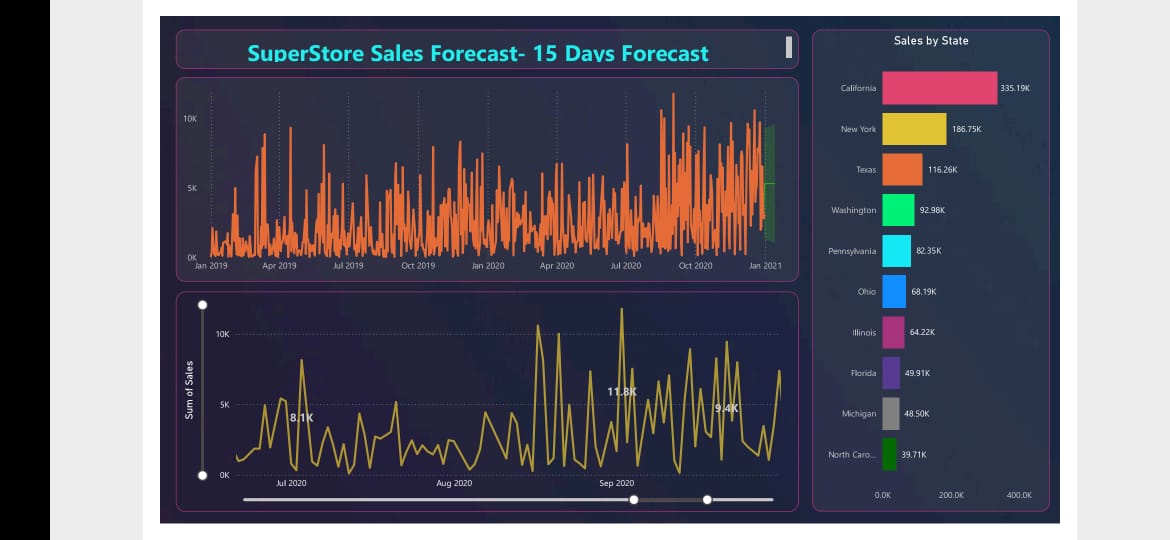 SuperStore Sales Forecast- 15 Days Forecast
10K
5K
0K
Jan 2019 Apr 2019 Jul 2019 Oct 2019 Jan 2020 Apr 2020 Jul 2020 Oct 2020 Jan 2021
Sum of Sales
10K
5K
0K
8.1K
11.8K
9.4K
Jul 2020 Aug 2020 Sep 2020
Sales by State
California 335.19K
New York 186.75K
Texas 116.26K
Washington 92.98K
Pennsylvania 82.35K
Ohio 68.19K
Illinois 64.22K
Florida 49.91K
Michigan 48.50K
North Caro... 39.71K
0.0K 200.0K 400.0K